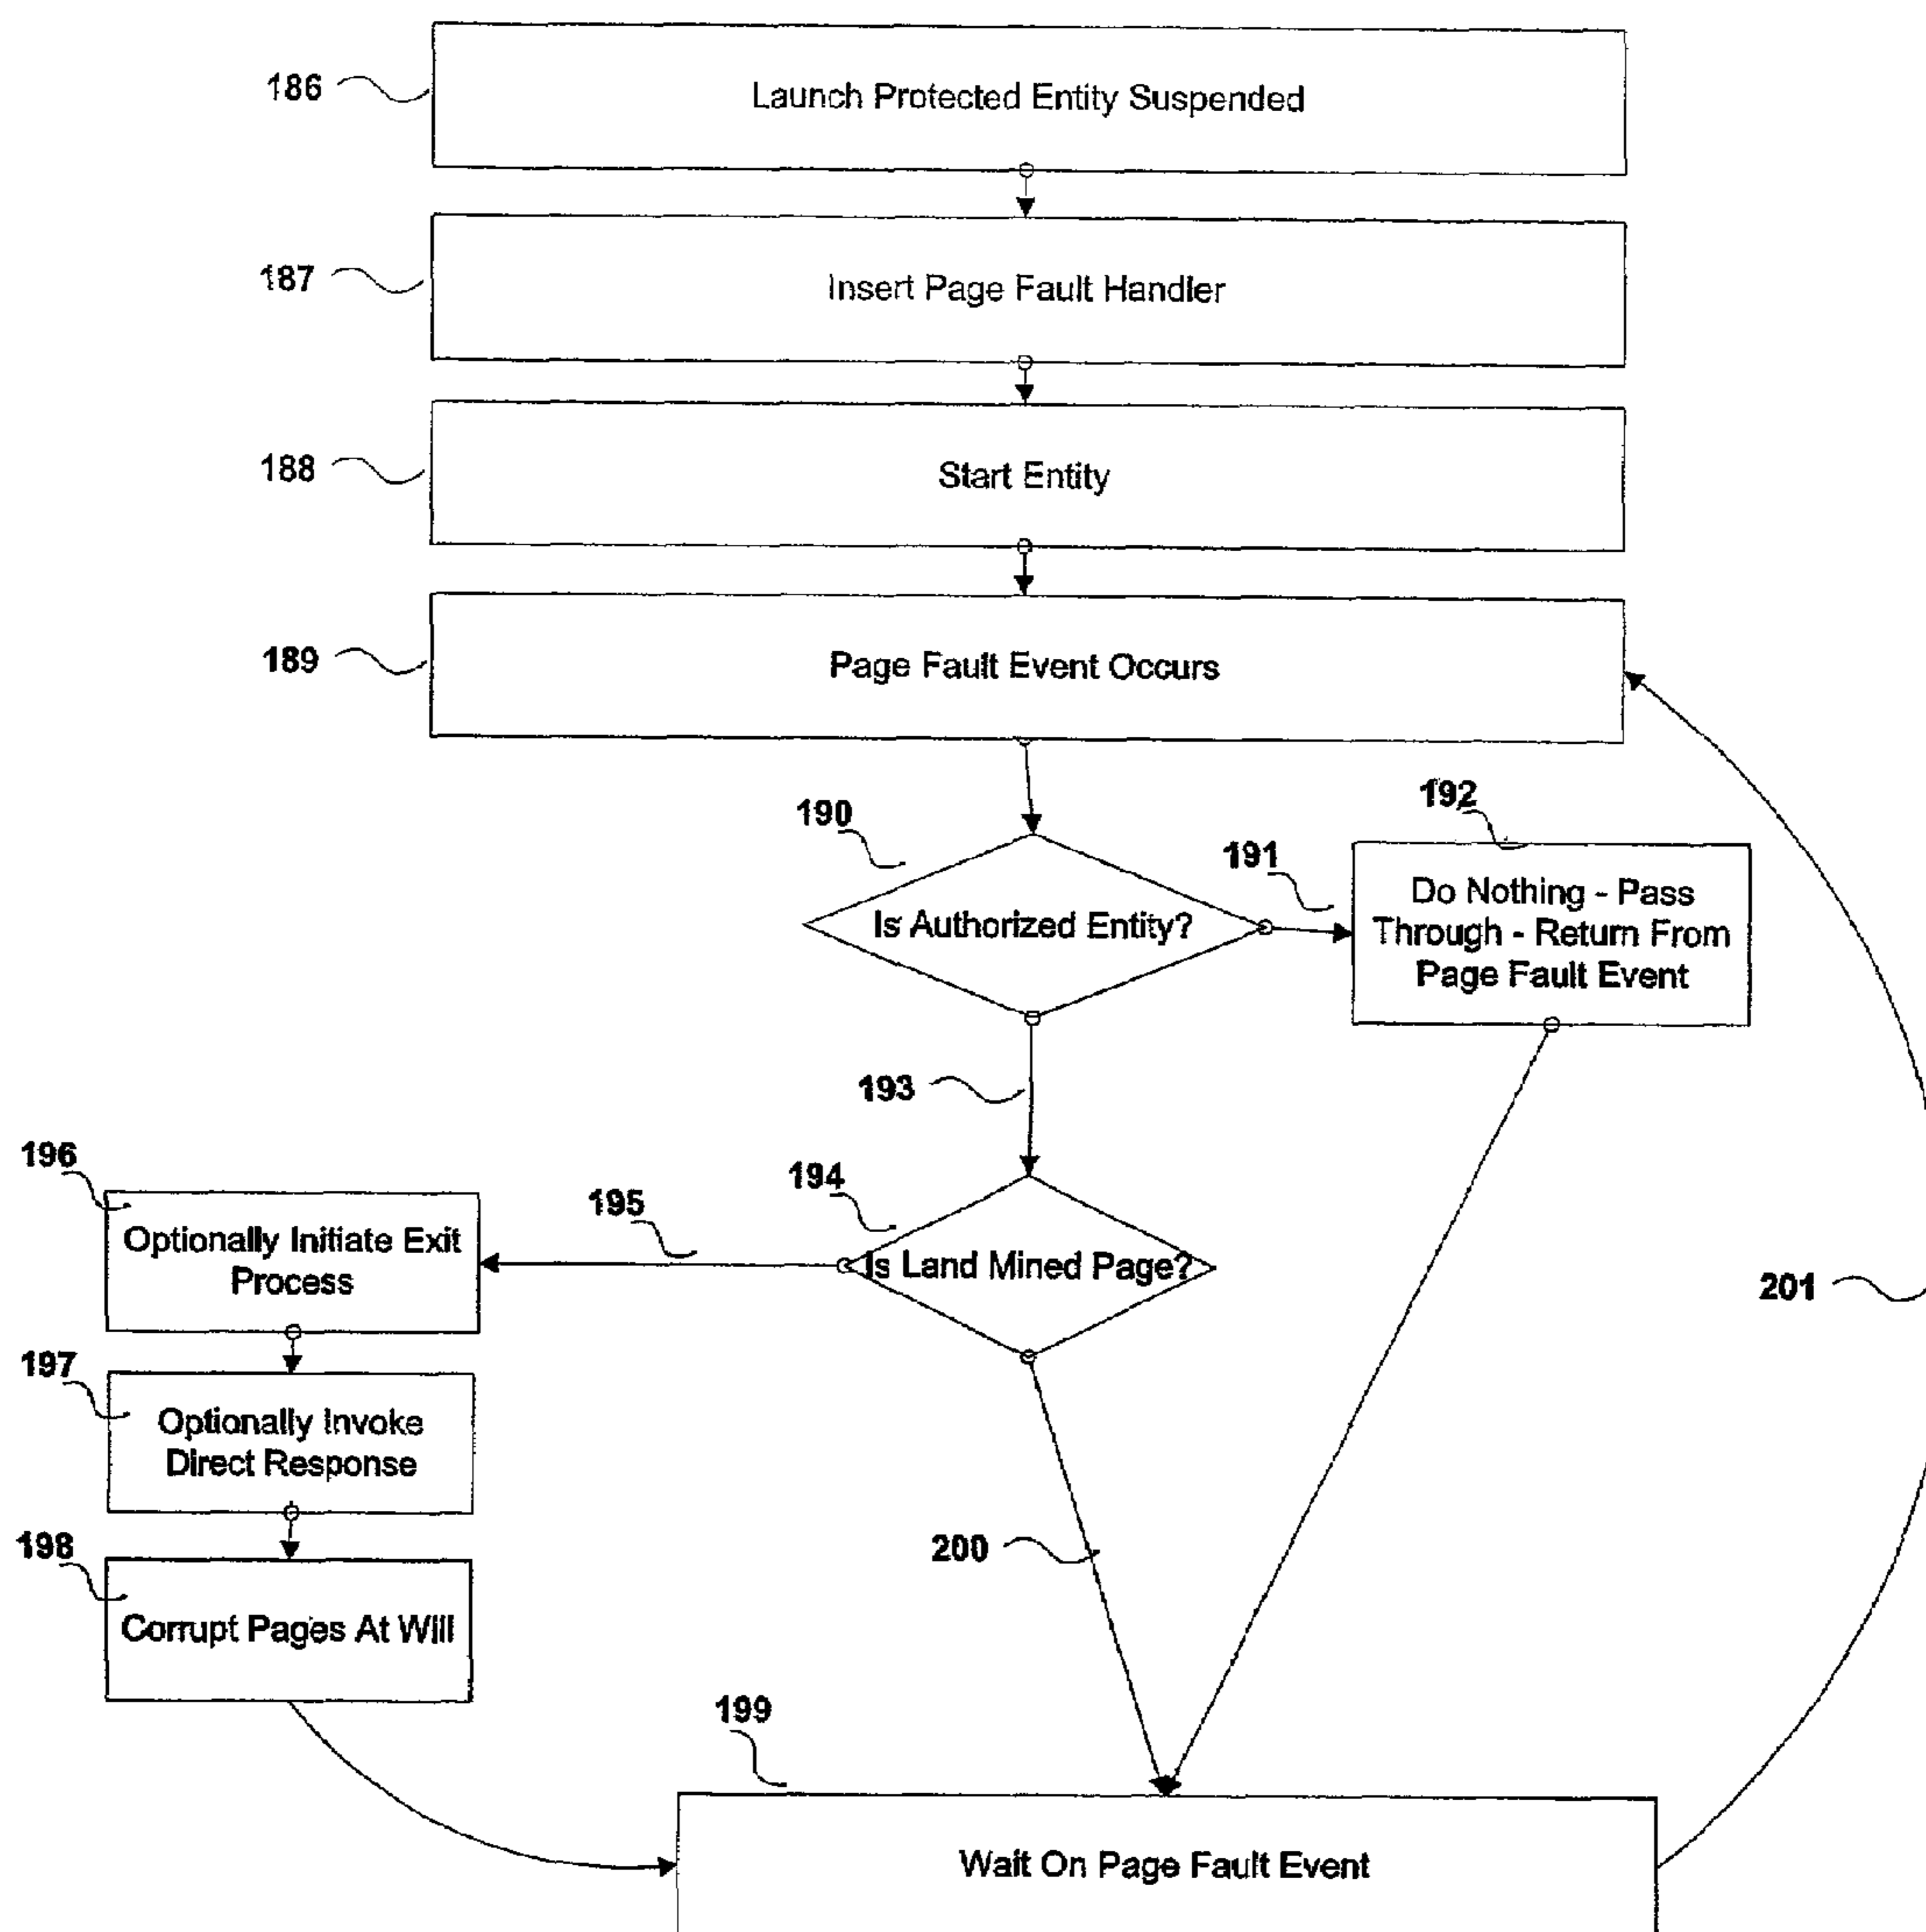 186
Launch Protected Entity Suspended
187
Insert Page Fault Handler
188
Start Entity
189
Page Fault Event Occurs
190
Is Authorized Entity?
191
192
Do Nothing - Pass
Through - Return From
Page Fault Event
193
194
Is Land Mined Page?
195
196
Optionally Initiate Exit
Process
197
Optionally Invoke
Direct Response
198
Corrupt Pages At Will
199
Wait On Page Fault Event
200
201